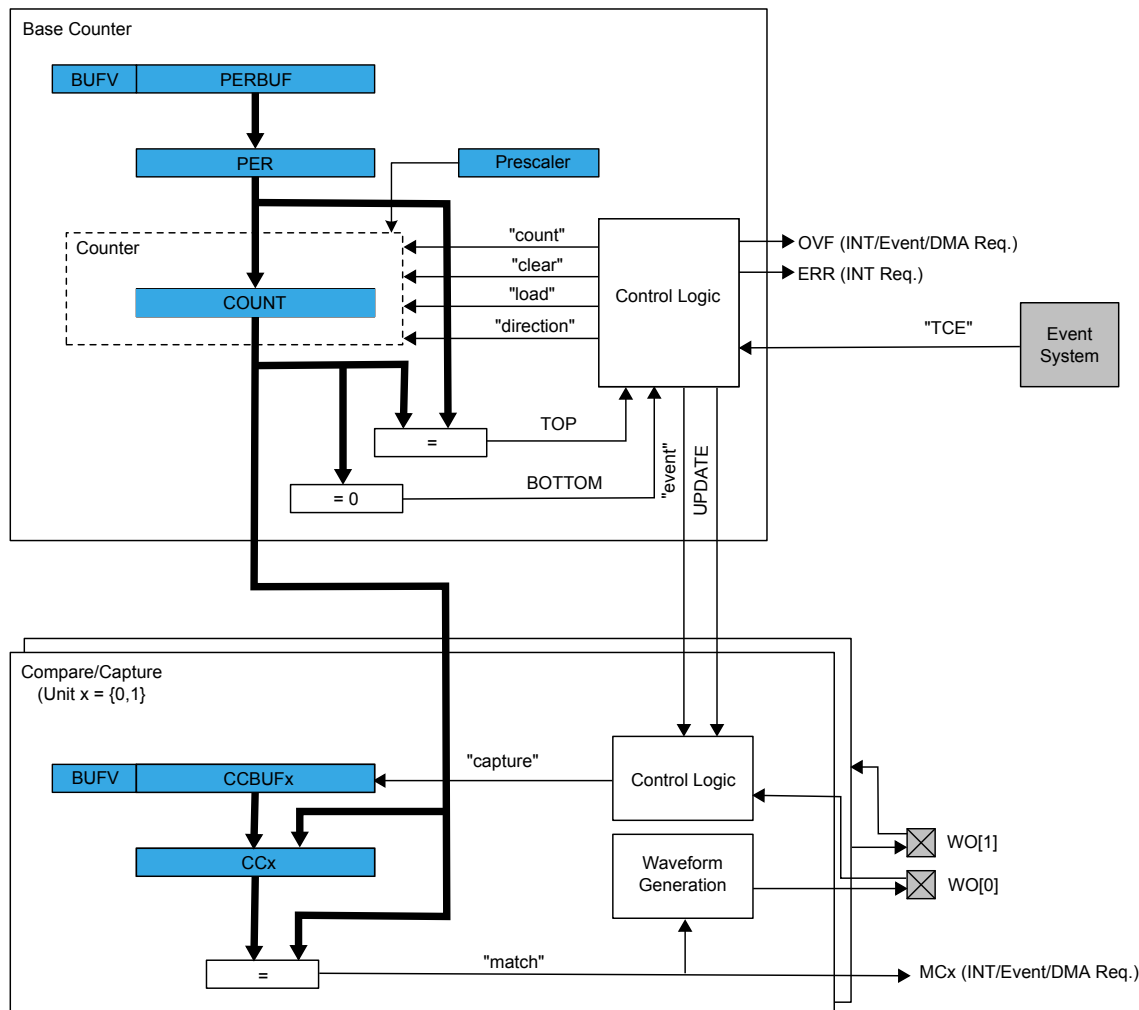 Base Counter
BUFV
PERBUF
PER
Prescaler
Counter
COUNT
"count"
"clear"
"load"
"direction"
Control Logic
OVF (INT/Event/DMA Req.)
ERR (INT Req.)
"TCE"
Event
System
=
TOP
= 0
BOTTOM
"event"
UPDATE
Compare/Capture
(Unit x = {0,1}
BUFV
CCBUFx
"capture"
Control Logic
CCx
Waveform
Generation
WO[1]
WO[0]
=
"match"
MCx (INT/Event/DMA Req.)